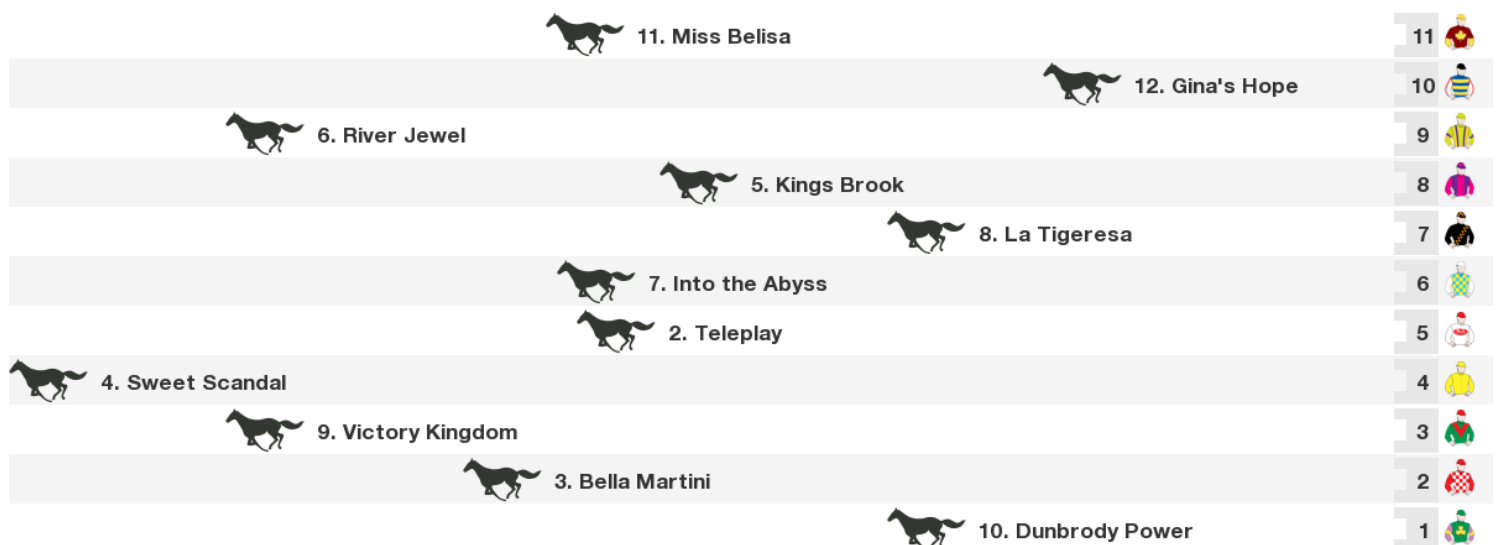 11. Miss Belisa 11
12. Gina's Hope 10
6. River Jewel 9
5. Kings Brook 8
8. La Tigeresa 7
7. Into the Abyss 6
2. Teleplay 5
4. Sweet Scandal 4
9. Victory Kingdom 3
3. Bella Martini 2
10. Dunbrody Power 1